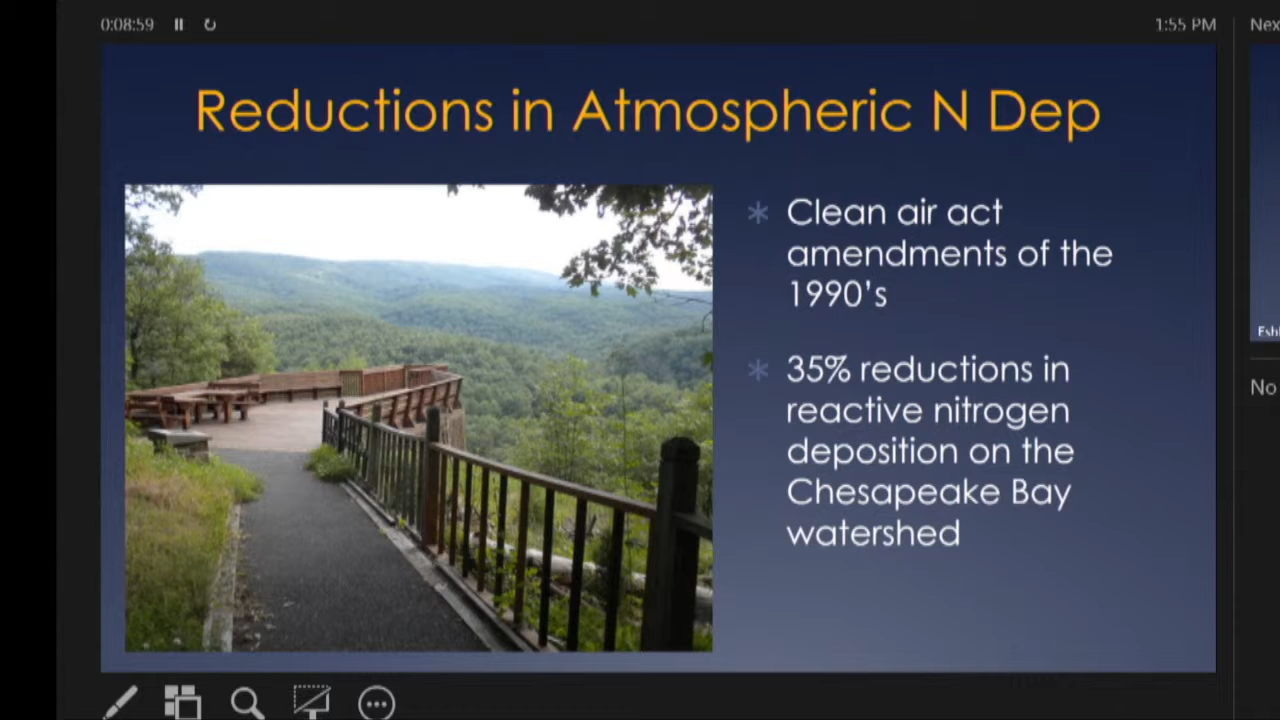 0:08:59
1:55 PM
Reductions in Atmospheric N Dep
Clean air act
amendments of the
1990's
35% reductions in
reactive nitrogen
deposition on the
Chesapeake Bay
watershed
No